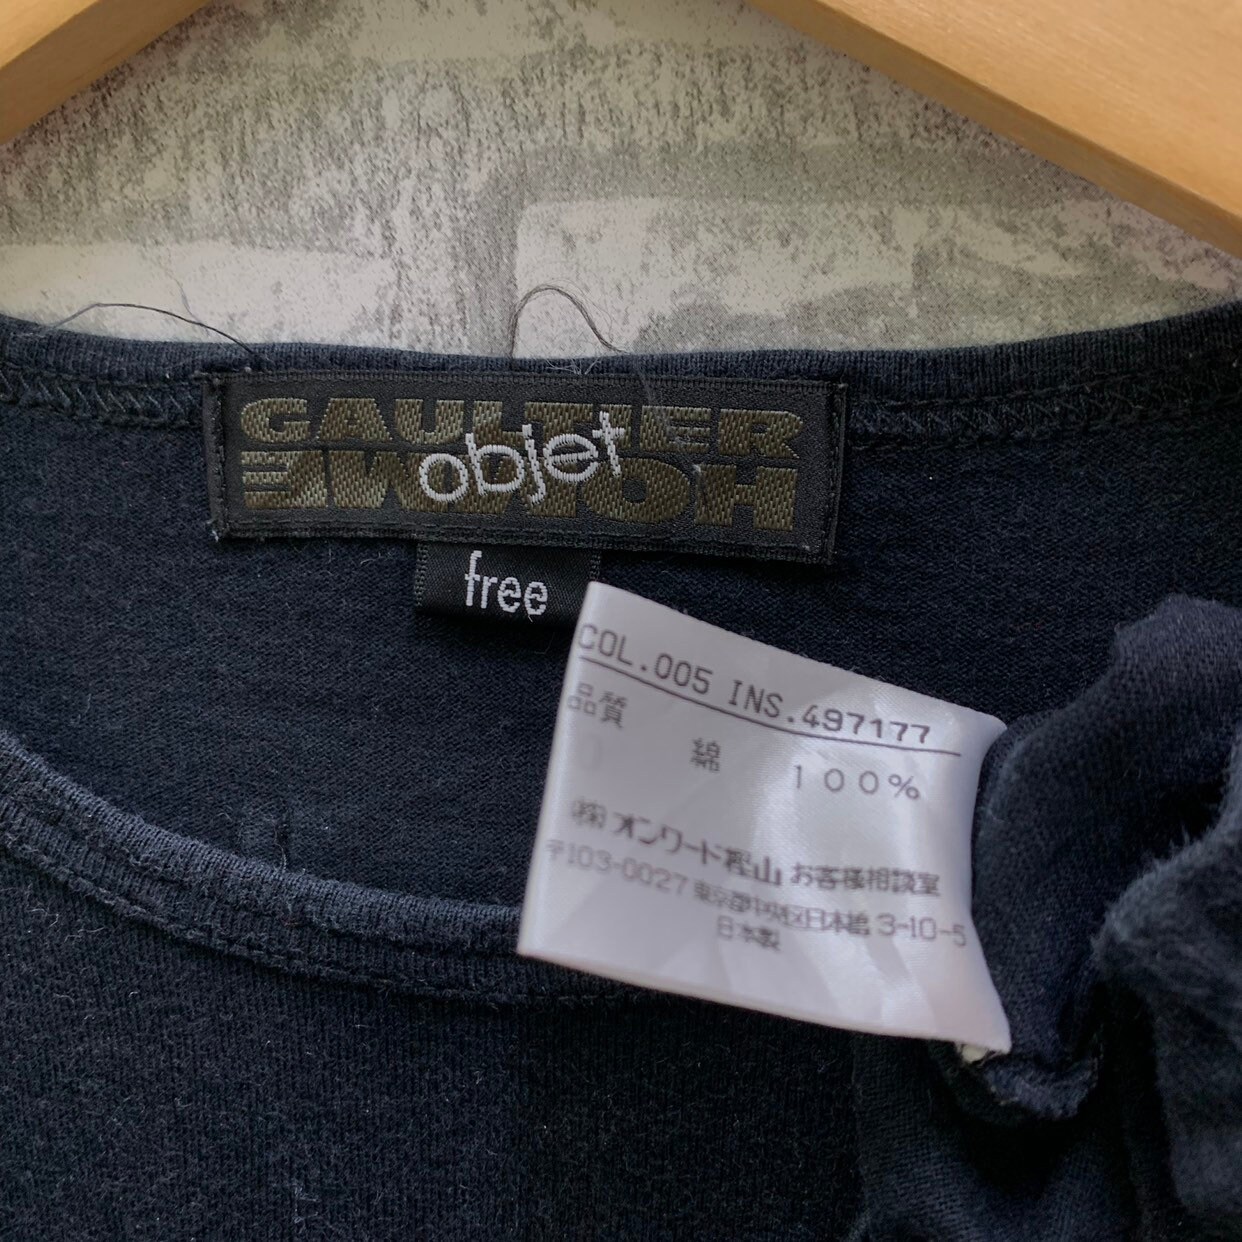 GAULTIER
HOMME
objet
free
COL.005 INS.497177
品質
綿 100%
㈱オンワード樫山 お客様相談室
〒103-0027 東京都中央区日本橋 3-10-5
日本製